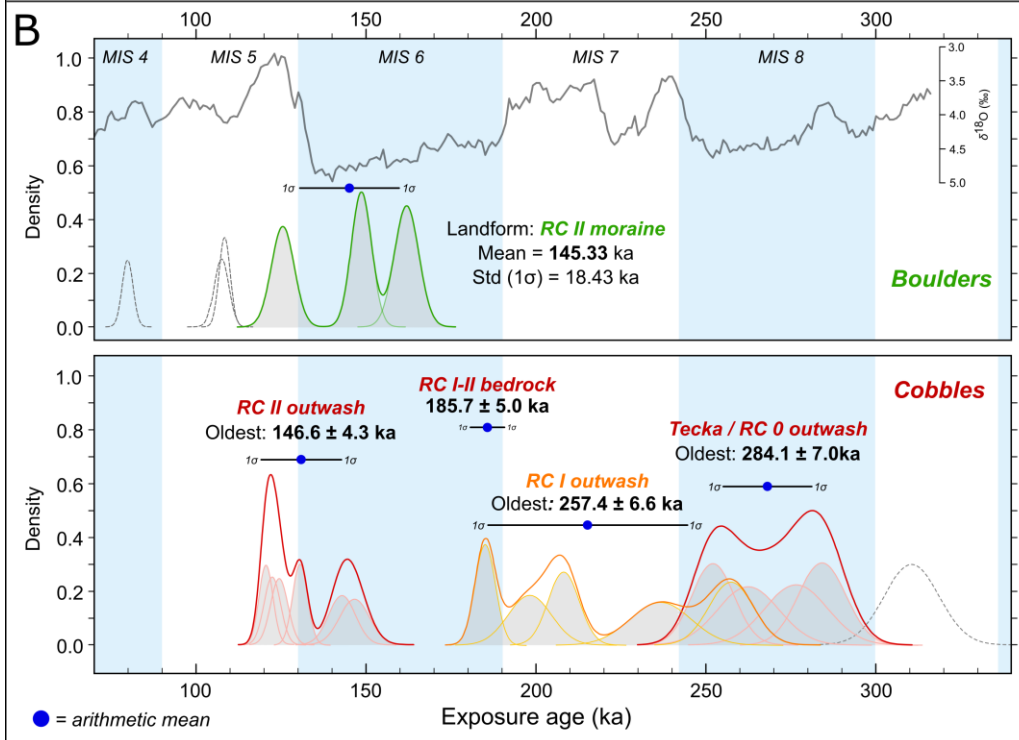 B
100 150 200 250 300
MIS 4 MIS 5 MIS 6 MIS 7 MIS 8
1.0
0.8
0.6
0.4
0.2
0.0
Density
3.0
3.5
4.0
4.5
5.0
δ18O (‰)
1σ 1σ
Landform: RC II moraine
Mean = 145.33 ka
Std (1σ) = 18.43 ka
Boulders
1.0
0.8
0.6
0.4
0.2
0.0
Density
Cobbles
RC II outwash
Oldest: 146.6 ± 4.3 ka
1σ 1σ
RC I-II bedrock
185.7 ± 5.0 ka
1σ 1σ
RC I outwash
Oldest: 257.4 ± 6.6 ka
1σ 1σ
Tecka / RC 0 outwash
Oldest: 284.1 ± 7.0ka
1σ 1σ
100 150 200 250 300
Exposure age (ka)
= arithmetic mean